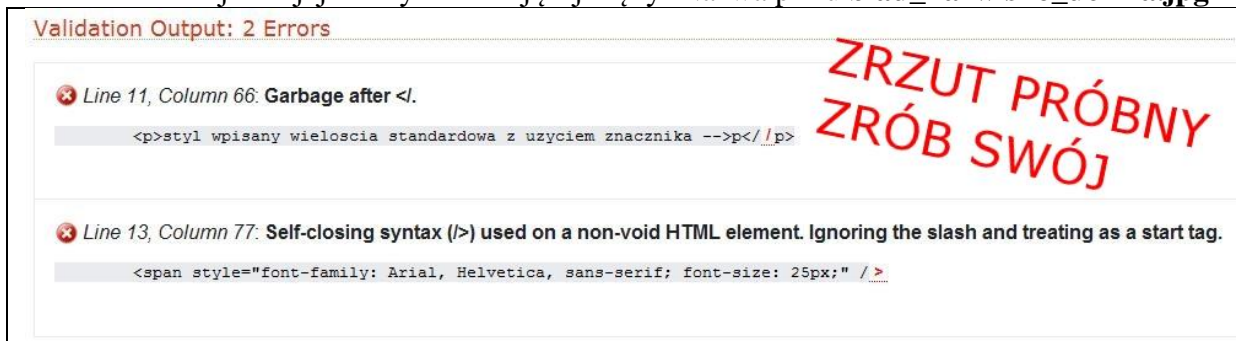 Validation Output: 2 Errors
Line 11, Column 66: Garbage after </.
<p>styl wpisany wieloscia standardowa z uzyciem znacznika -->p<//p>
ZRZUT PRÓBNY
ZRÓB SWÓJ
Line 13, Column 77: Self-closing syntax (/>) used on a non-void HTML element. Ignoring the slash and treating as a start tag.
<span style="font-family: Arial, Helvetica, sans-serif; font-size: 25px;" />